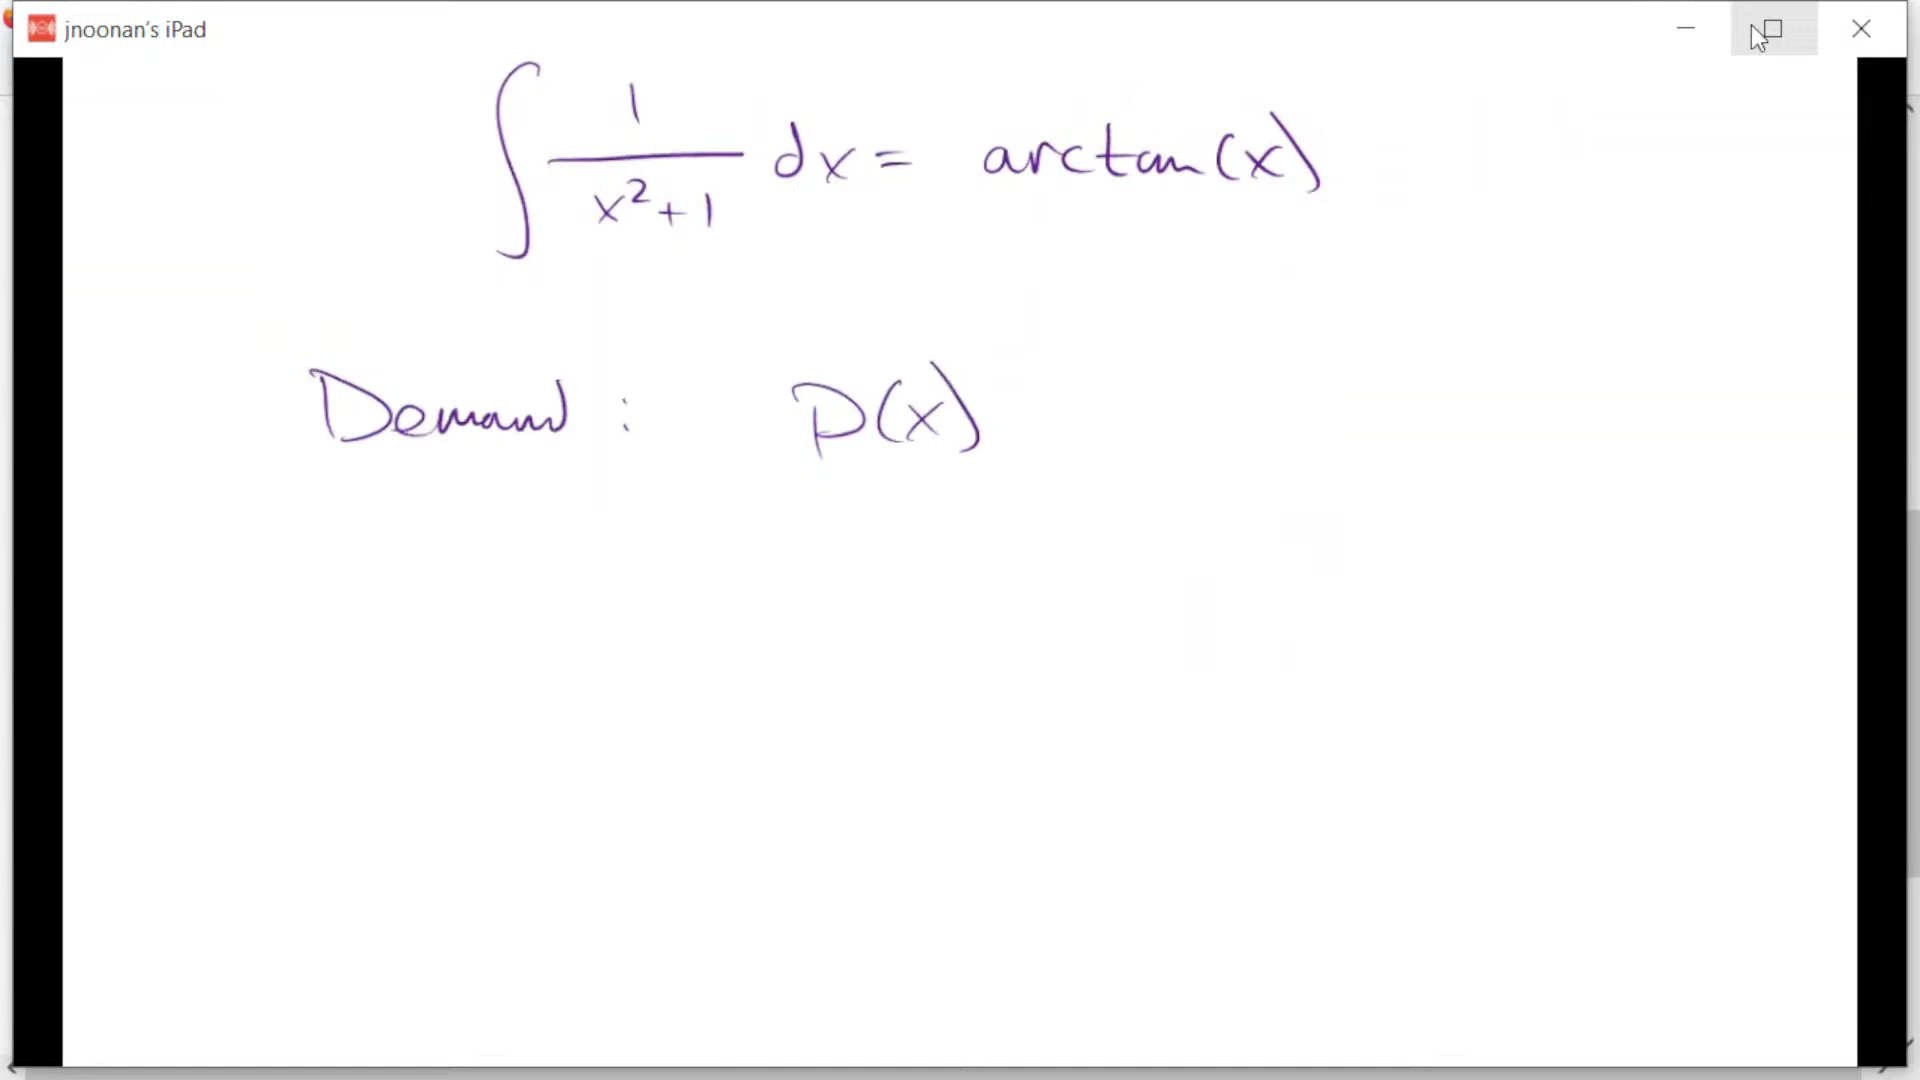 jnoonan's iPad
∫ 1/(x²+1) dx = arctan(x)
Demand : P(x)